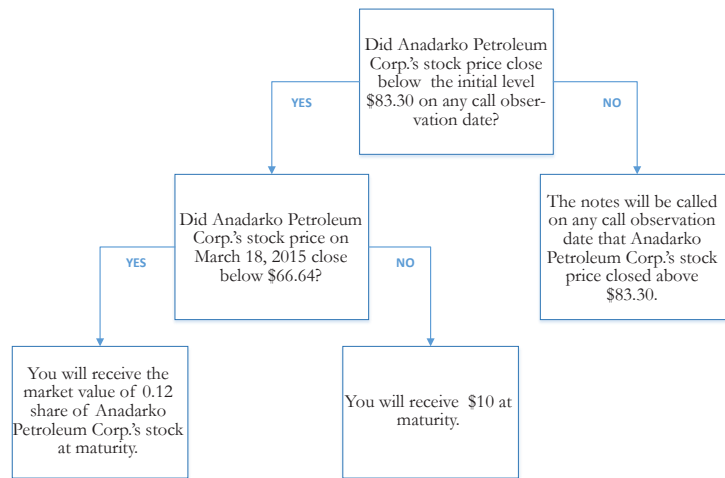 Did Anadarko Petroleum
Corp.'s stock price close
below the initial level
$83.30 on any call obser-
vation date?
YES
NO
Did Anadarko Petroleum
Corp.'s stock price on
March 18, 2015 close
below $66.64?
The notes will be called
on any call observation
date that Anadarko
Petroleum Corp.'s stock
price closed above
$83.30.
YES
NO
You will receive the
market value of 0.12
share of Anadarko
Petroleum Corp.'s stock
at maturity.
You will receive $10 at
maturity.